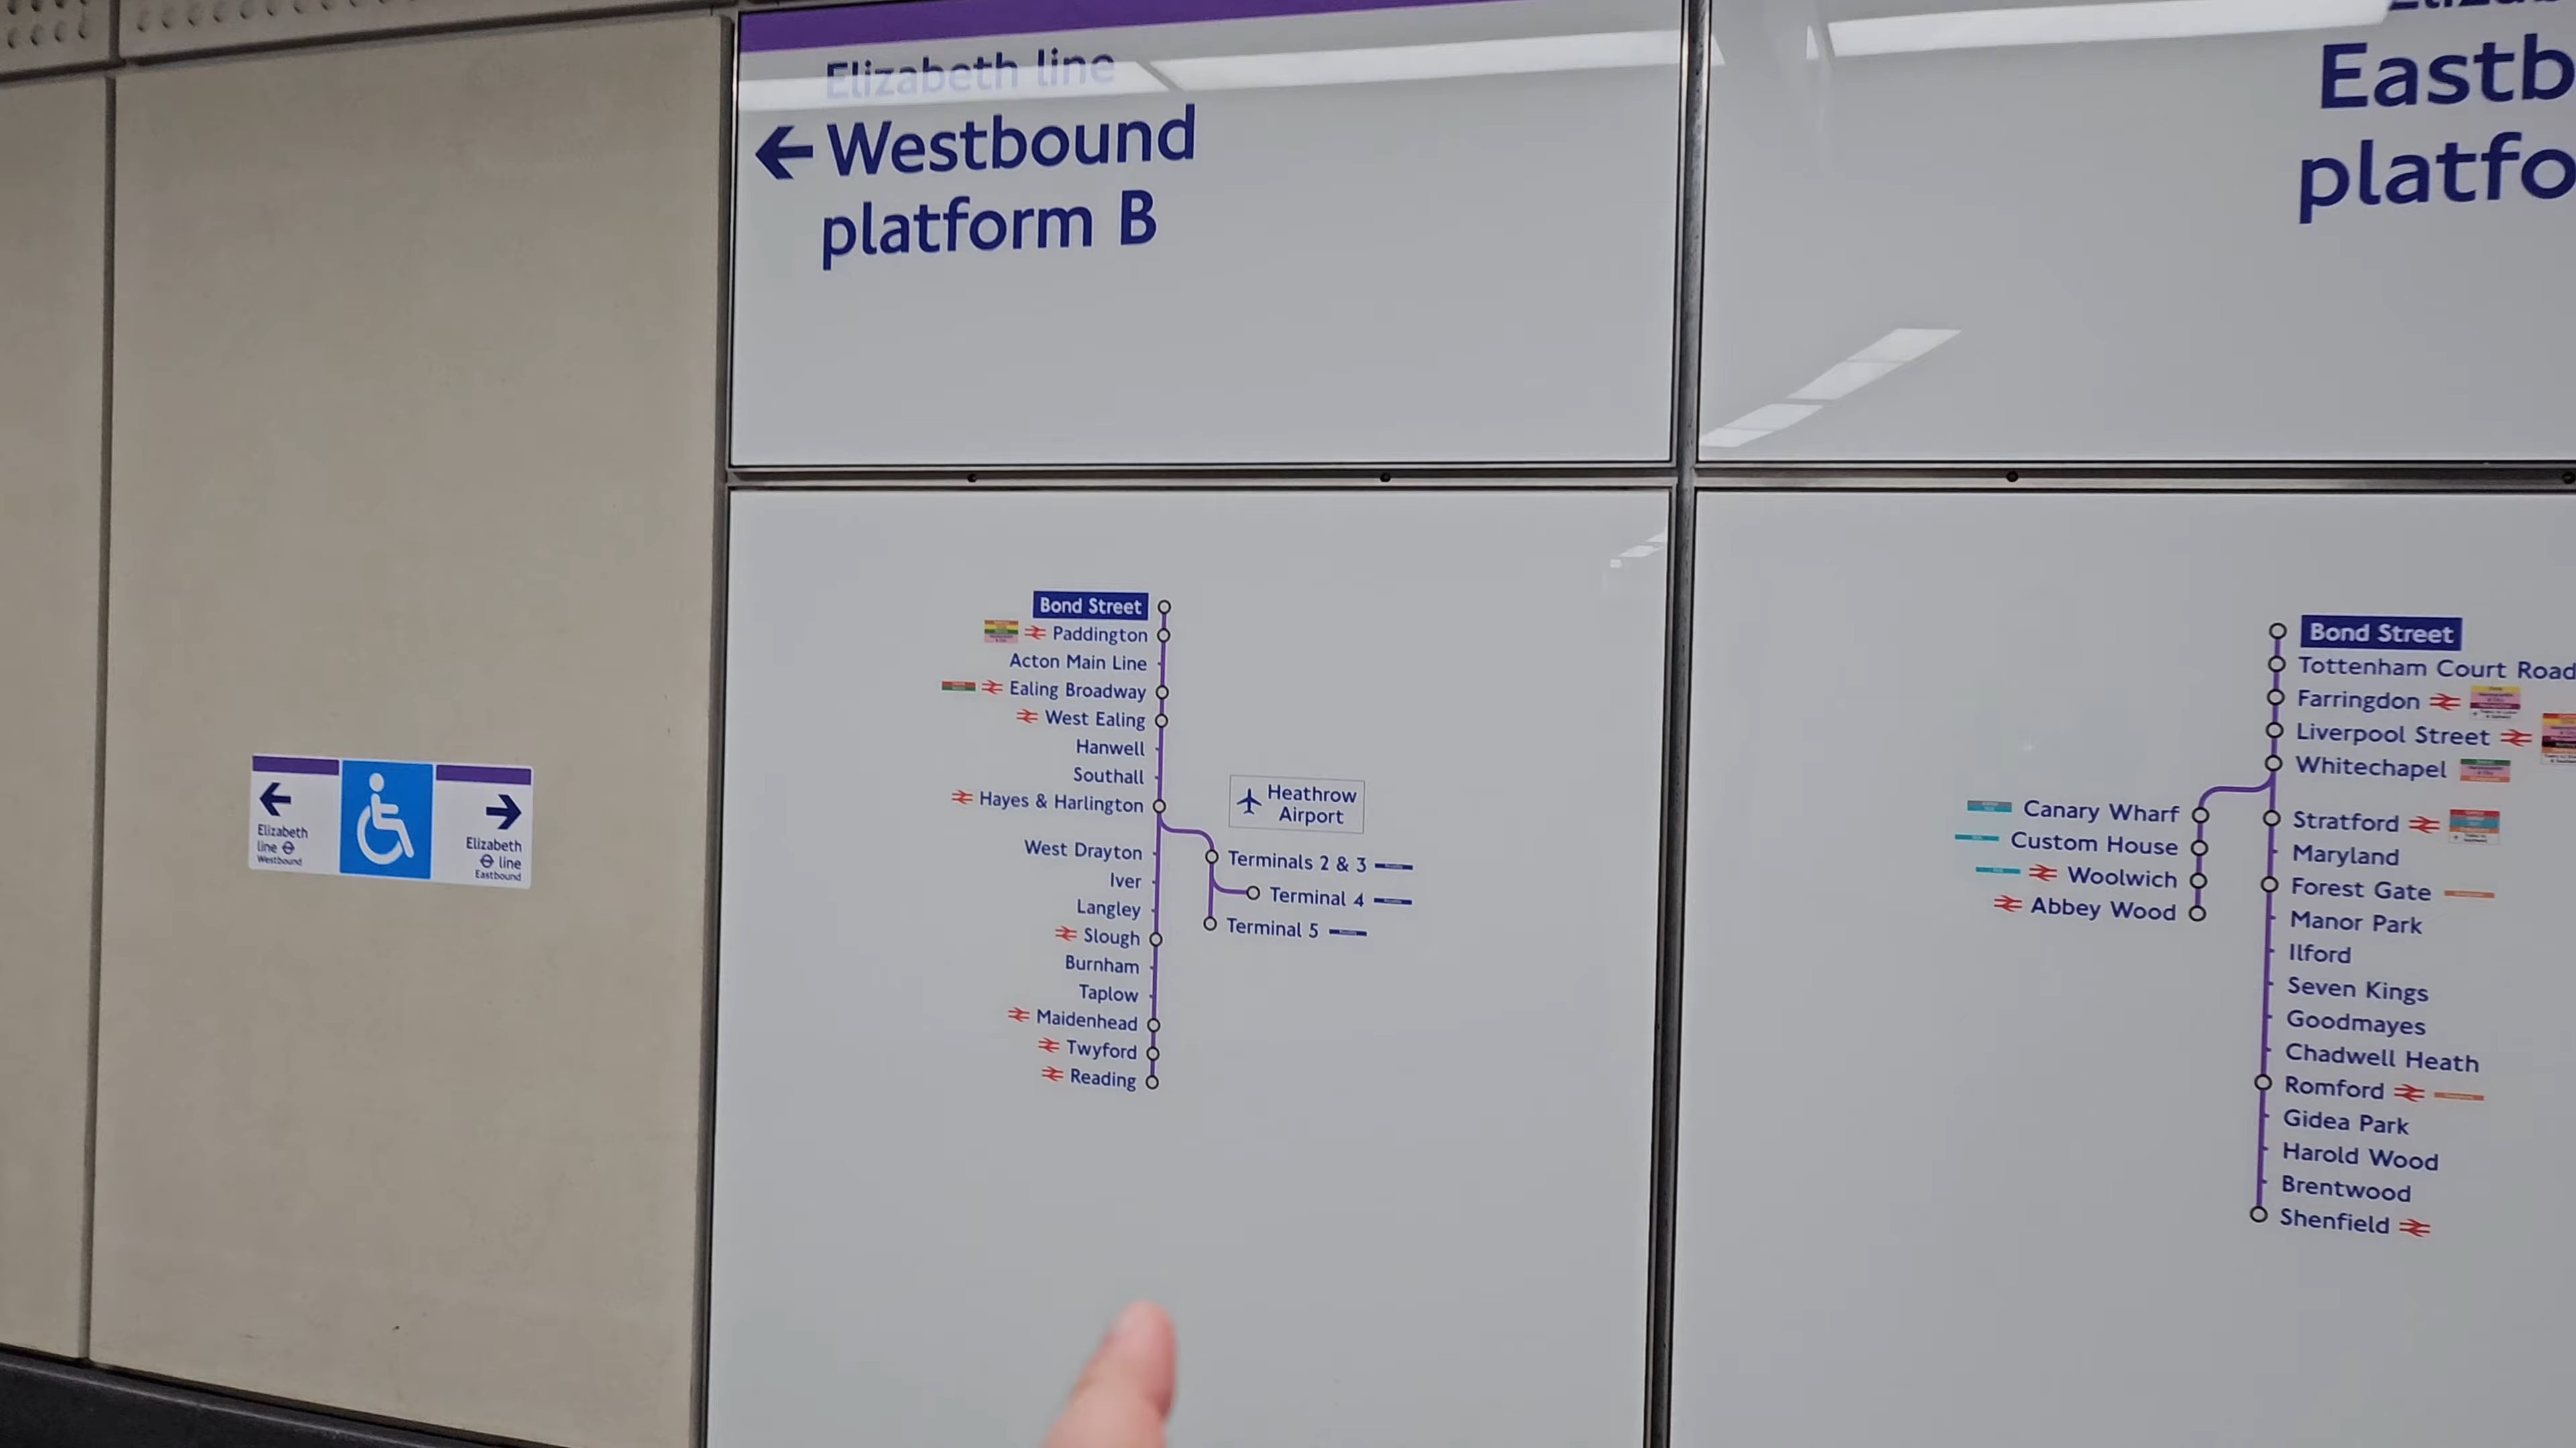 Elizabeth line
Westbound
platform B
Bond Street
Paddington
Acton Main Line
Ealing Broadway
West Ealing
Hanwell
Southall
Hayes & Harlington
West Drayton
Iver
Langley
Slough
Burnham
Taplow
Maidenhead
Twyford
Reading
Heathrow
Airport
Terminals 2 & 3
Terminal 4
Terminal 5
Eastb
platfo
Bond Street
Tottenham Court Road
Farringdon
Liverpool Street
Whitechapel
Canary Wharf
Custom House
Woolwich
Abbey Wood
Stratford
Maryland
Forest Gate
Manor Park
Ilford
Seven Kings
Goodmayes
Chadwell Heath
Romford
Gidea Park
Harold Wood
Brentwood
Shenfield
Elizabeth
line
Westbound
Elizabeth
line
Eastbound